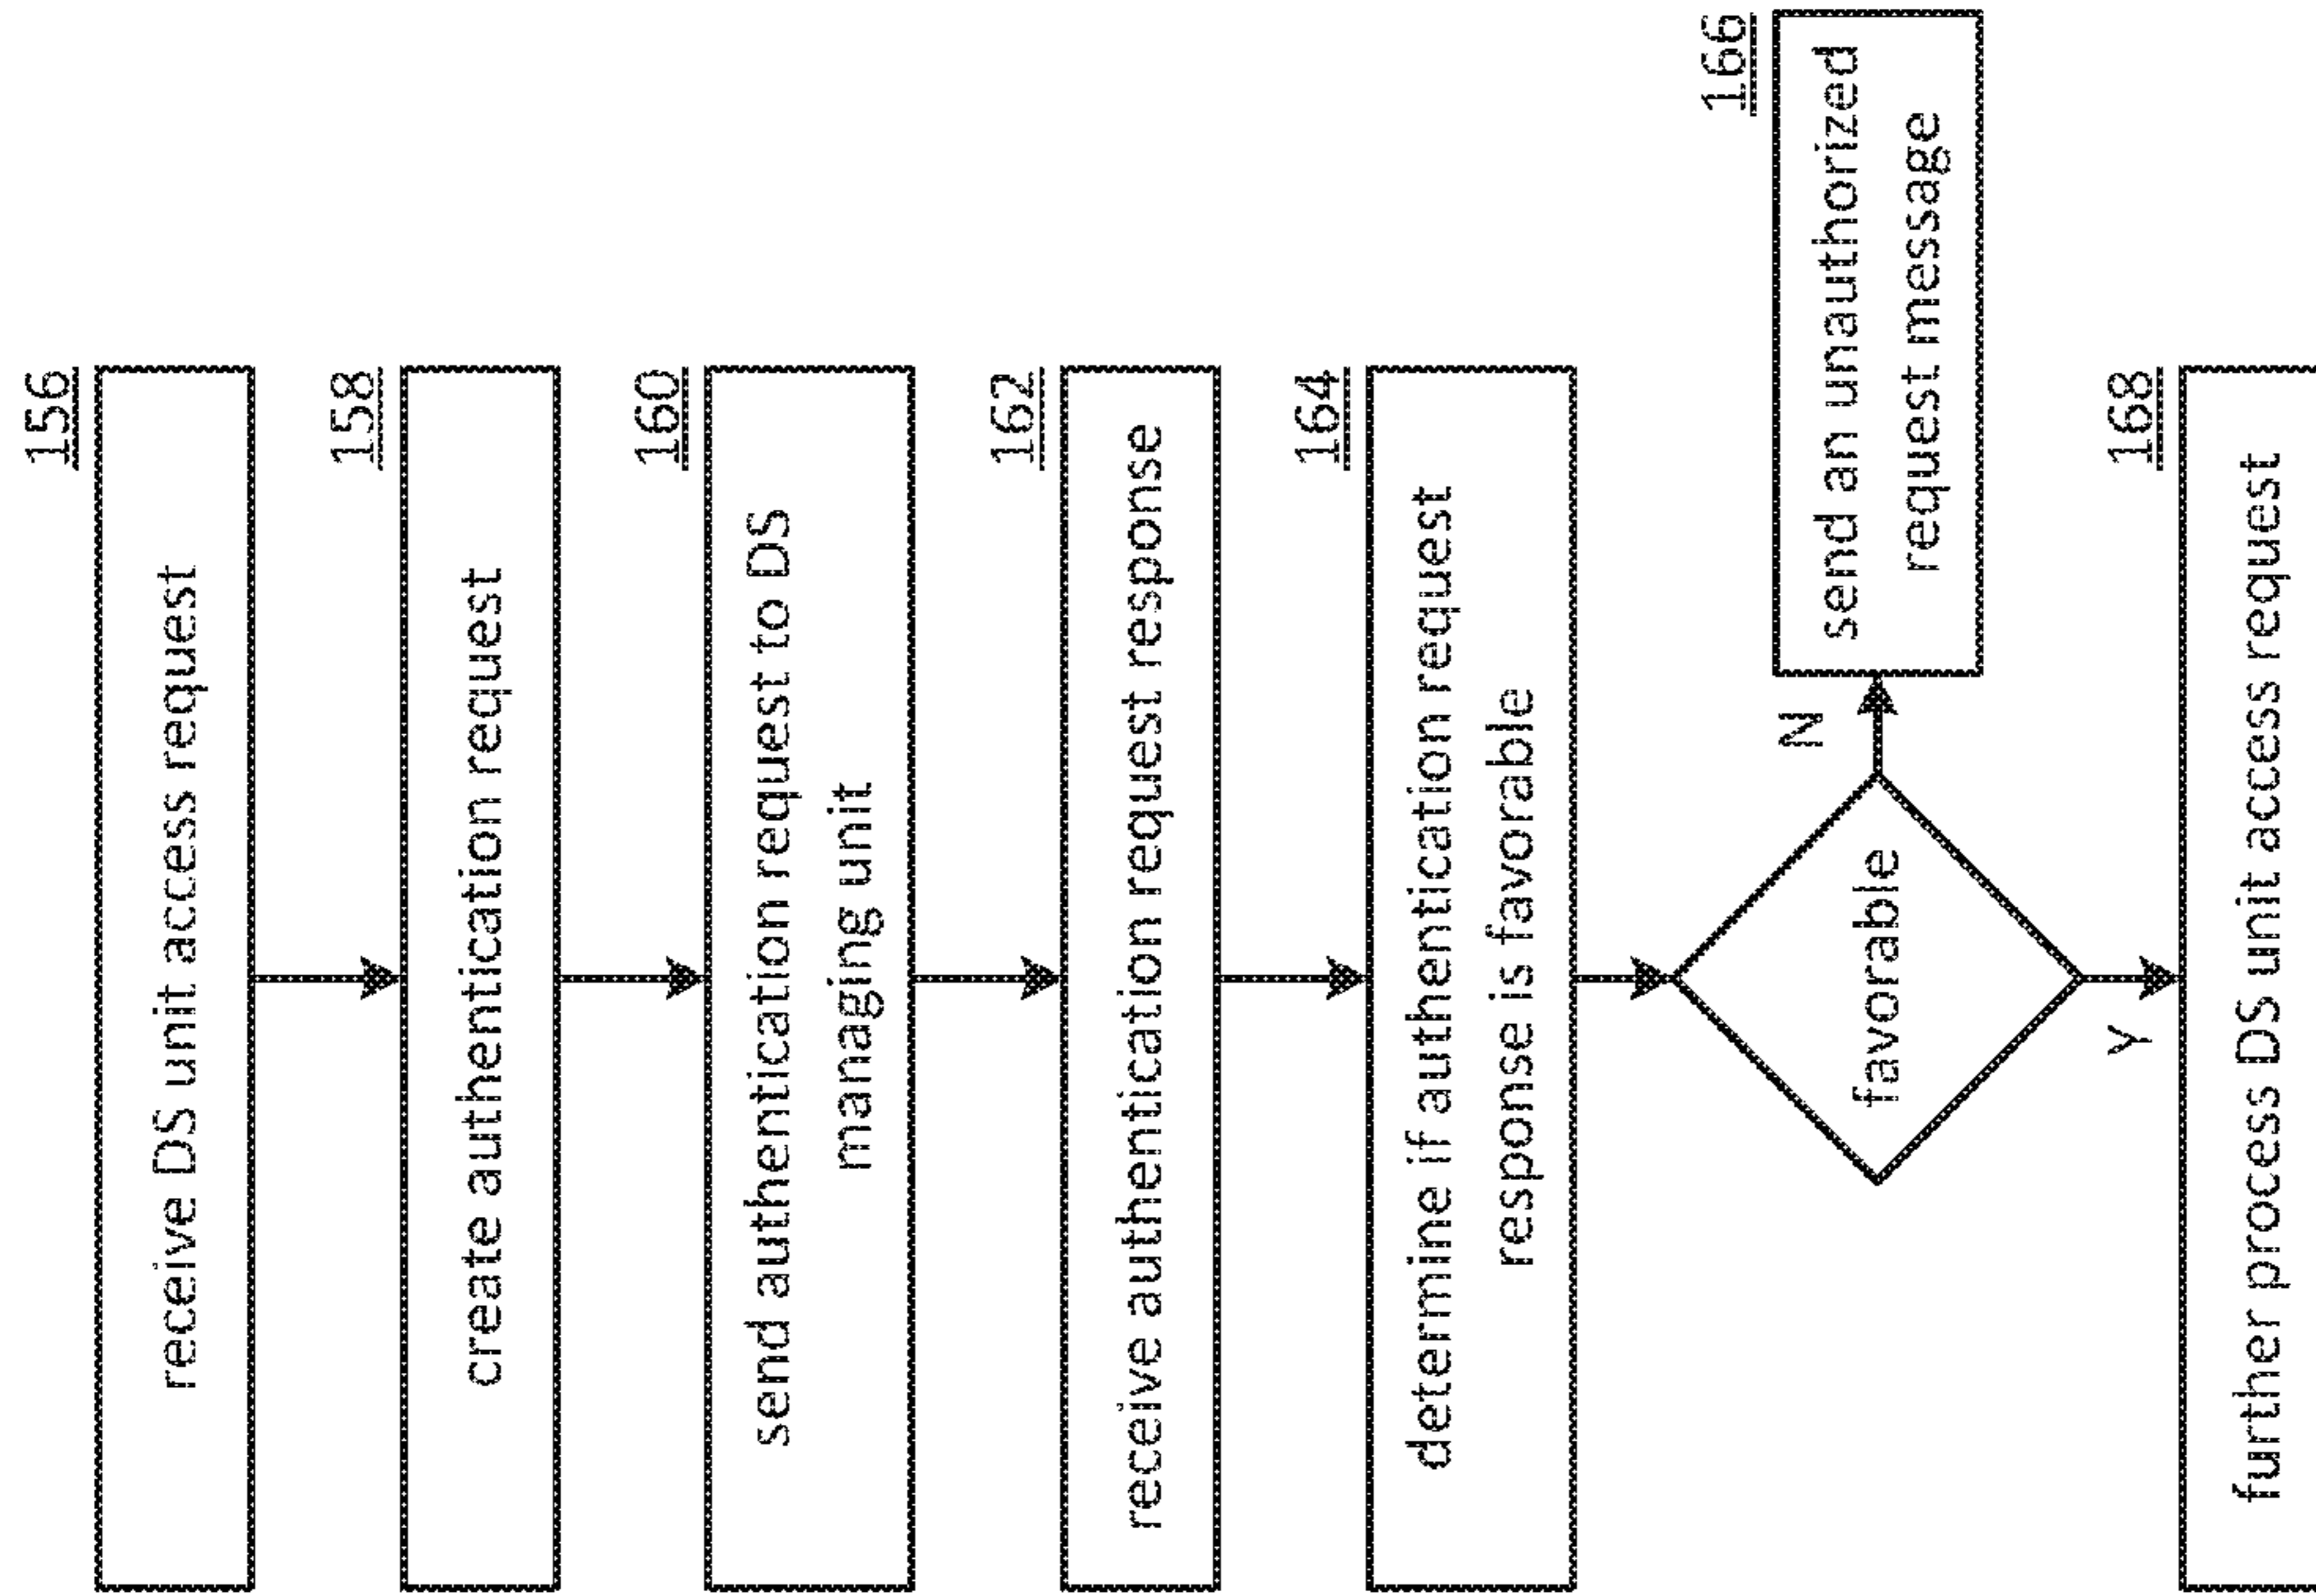 156
receive DS unit access request
158
create authentication request
160
send authentication request to DS
managing unit
162
receive authentication request response
164
determine if authentication request
response is favorable
favorable
N
166
send an unauthorized
request message
Y
168
further process DS unit access request